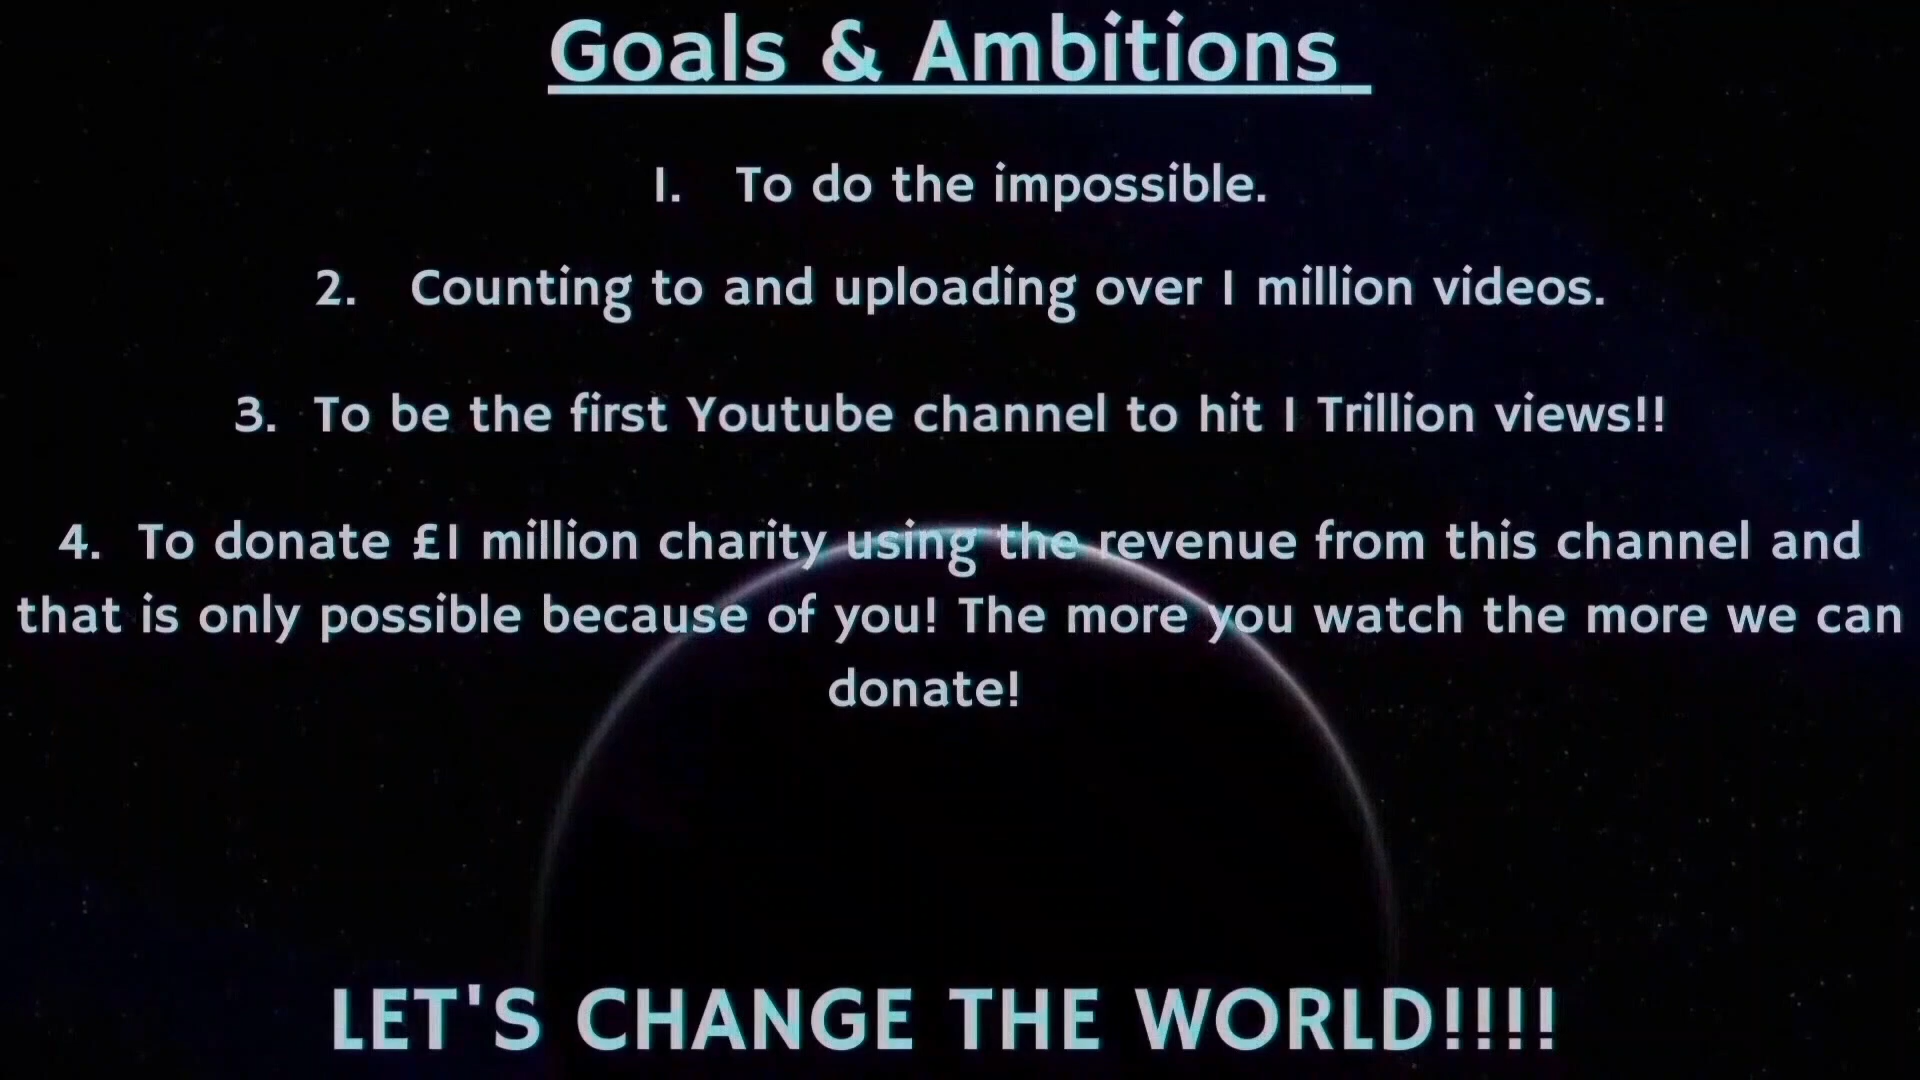 Goals & Ambitions
1. To do the impossible.
2. Counting to and uploading over 1 million videos.
3. To be the first Youtube channel to hit 1 Trillion views!!
4. To donate £1 million charity using the revenue from this channel and
that is only possible because of you! The more you watch the more we can
donate!
LET'S CHANGE THE WORLD!!!!